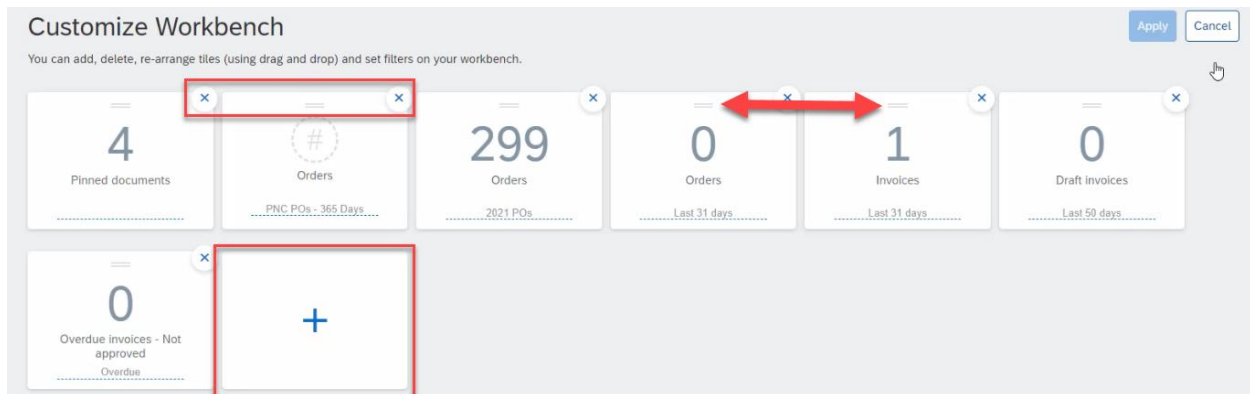 Customize Workbench
Apply
Cancel
You can add, delete, re-arrange tiles (using drag and drop) and set filters on your workbench.
4
Pinned documents
#
Orders
PNC POs - 365 Days
299
Orders
2021 POs
0
Orders
Last 31 days
1
Invoices
Last 31 days
0
Draft invoices
Last 50 days
0
Overdue invoices - Not
approved
Overdue